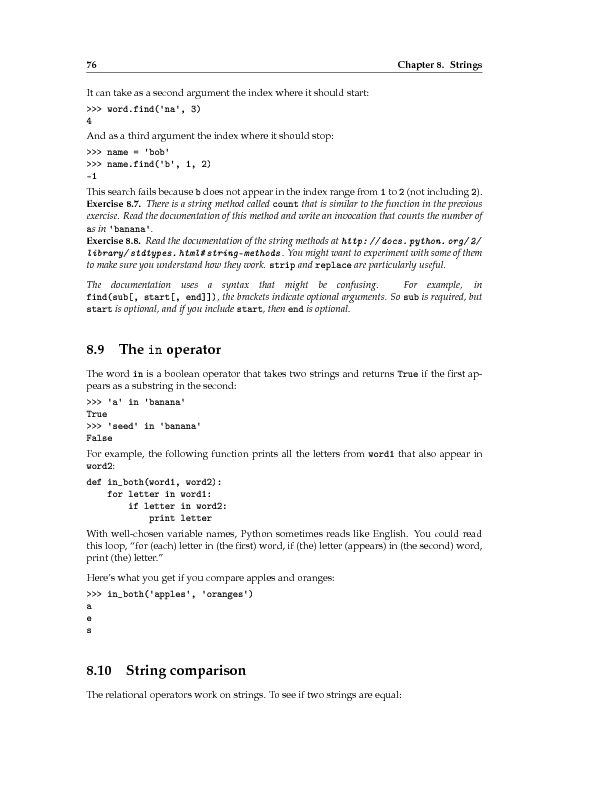 76 Chapter 8. Strings
It can take as a second argument the index where it should start:
>>> word.find('na', 3)
4
And as a third argument the index where it should stop:
>>> name = 'bob'
>>> name.find('b', 1, 2)
-1
This search fails because b does not appear in the index range from 1 to 2 (not including 2).
Exercise 8.7. There is a string method called count that is similar to the function in the previous
exercise. Read the documentation of this method and write an invocation that counts the number of
as in 'banana'.
Exercise 8.8. Read the documentation of the string methods at http://docs.python.org/2/
library/stdtypes.html#string-methods. You might want to experiment with some of them
to make sure you understand how they work. strip and replace are particularly useful.
The documentation uses a syntax that might be confusing. For example, in
find(sub[, start[, end]]), the brackets indicate optional arguments. So sub is required, but
start is optional, and if you include start, then end is optional.
8.9 The in operator
The word in is a boolean operator that takes two strings and returns True if the first ap-
pears as a substring in the second:
>>> 'a' in 'banana'
True
>>> 'seed' in 'banana'
False
For example, the following function prints all the letters from word1 that also appear in
word2:
def in_both(word1, word2):
    for letter in word1:
        if letter in word2:
            print letter
With well-chosen variable names, Python sometimes reads like English. You could read
this loop, “for (each) letter in (the first) word, if (the) letter (appears) in (the second) word,
print (the) letter.”
Here's what you get if you compare apples and oranges:
>>> in_both('apples', 'oranges')
a
e
s
8.10 String comparison
The relational operators work on strings. To see if two strings are equal: